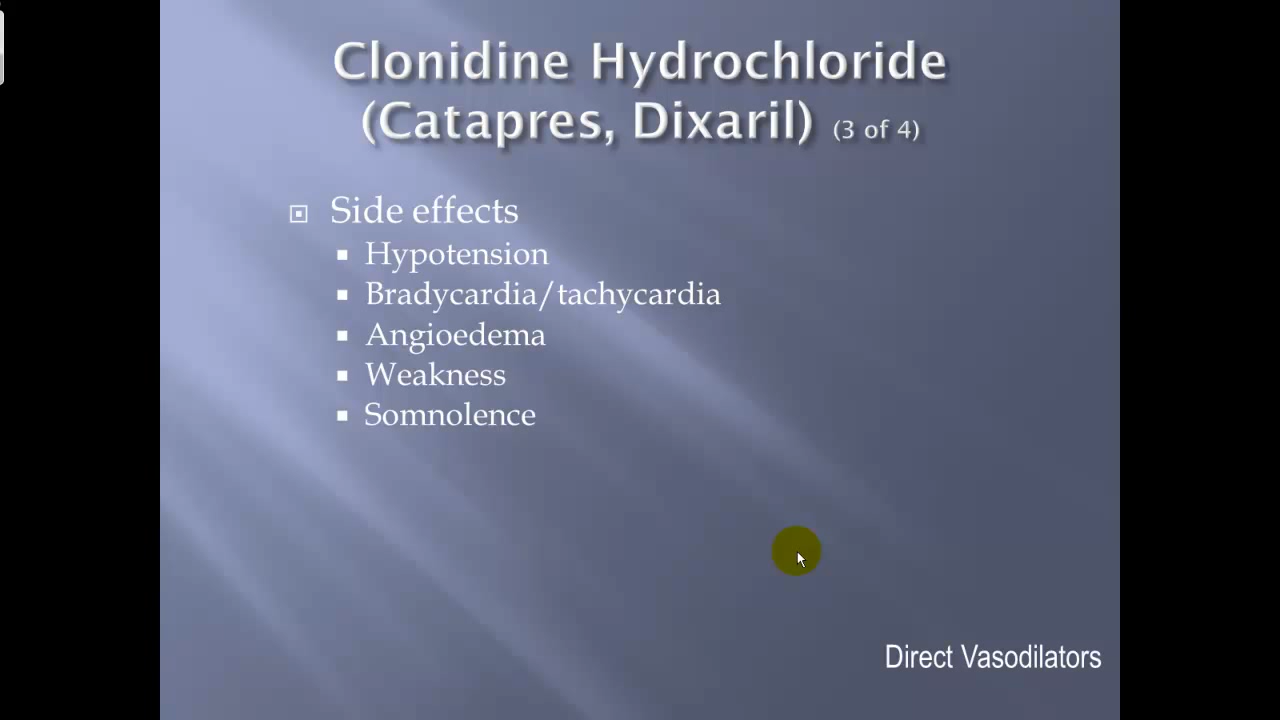 Clonidine Hydrochloride
(Catapres, Dixaril) (3 of 4)
Side effects
Hypotension
Bradycardia/tachycardia
Angioedema
Weakness
Somnolence
Direct Vasodilators